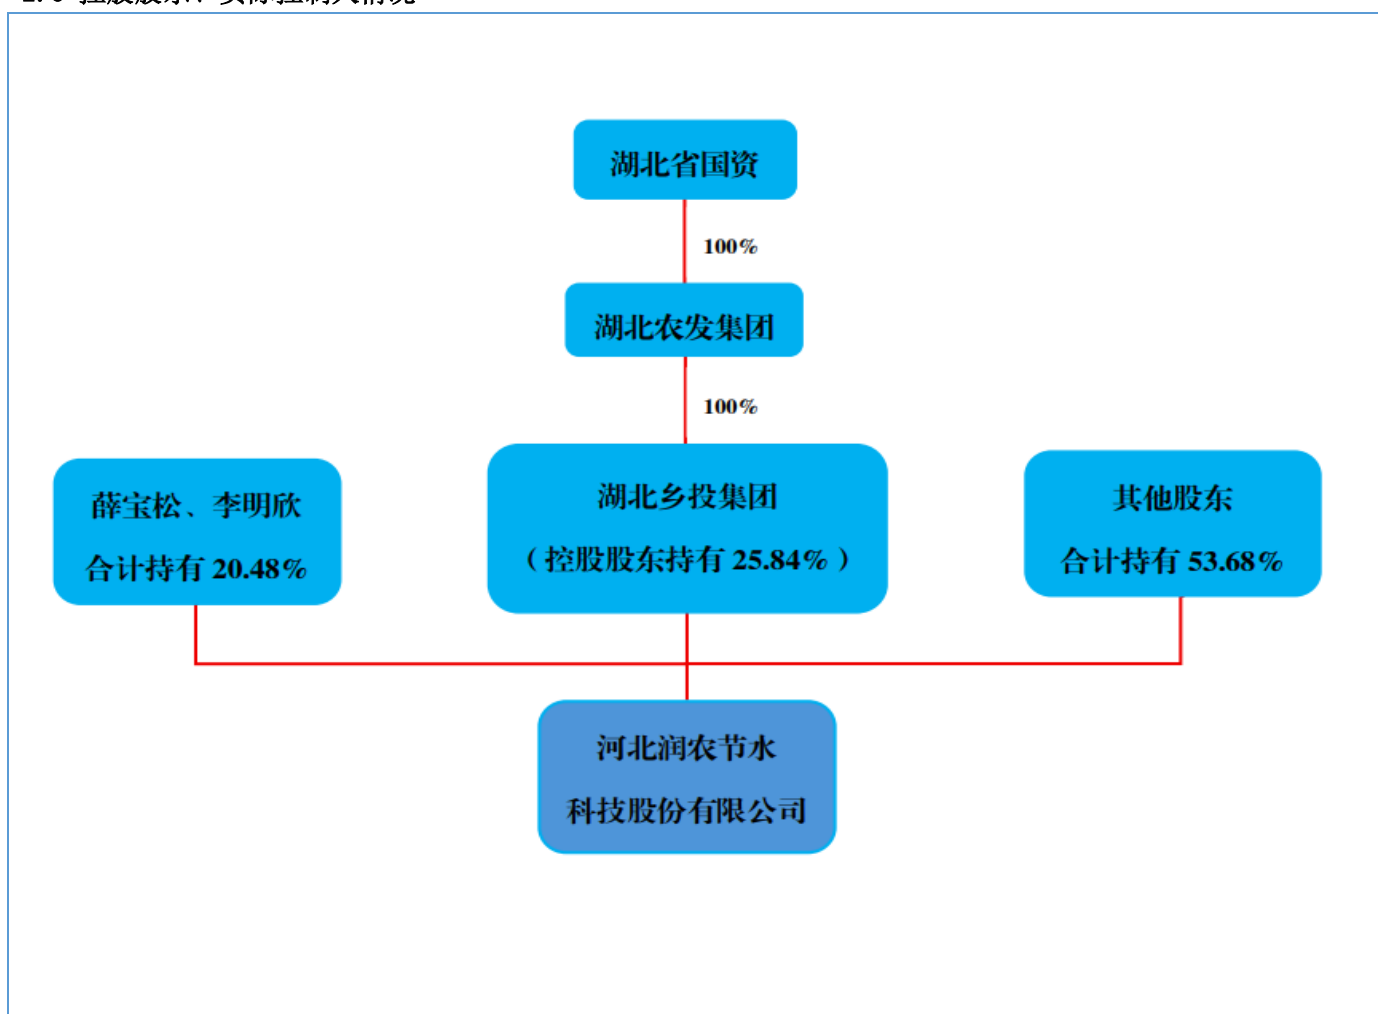 湖北省国资
100%
湖北农发集团
100%
薛宝松、李明欣
合计持有 20.48%
湖北乡投集团
（控股股东持有 25.84%）
其他股东
合计持有 53.68%
河北润农节水
科技股份有限公司